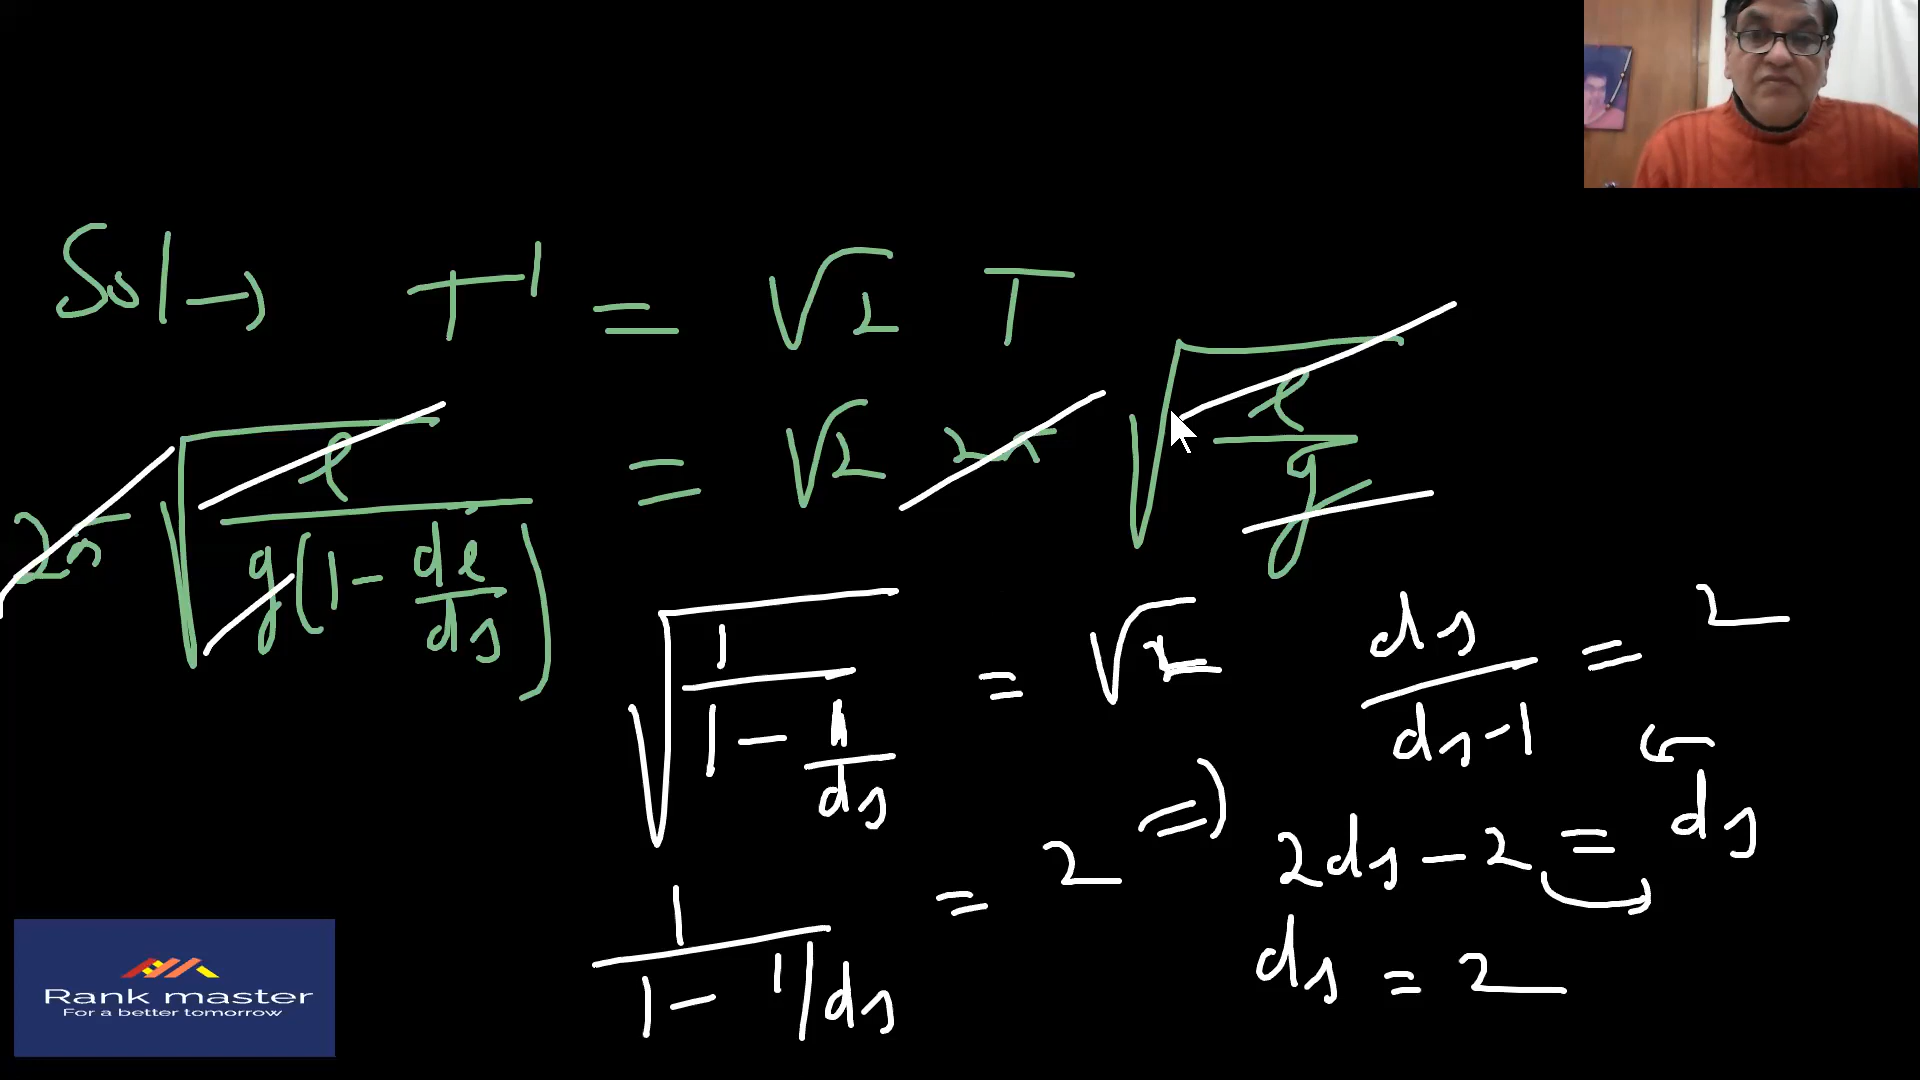 Sol → T' = √2 T
2π √(l / g(1 - dl/ds)) = √2 2π √(l/g)
√(1 / (1 - 1/ds)) = √2
1 / (1 - 1/ds) = 2 ⇒
ds / (ds - 1) = 2
2ds - 2 = ds
ds = 2
Rank master
For a better tomorrow